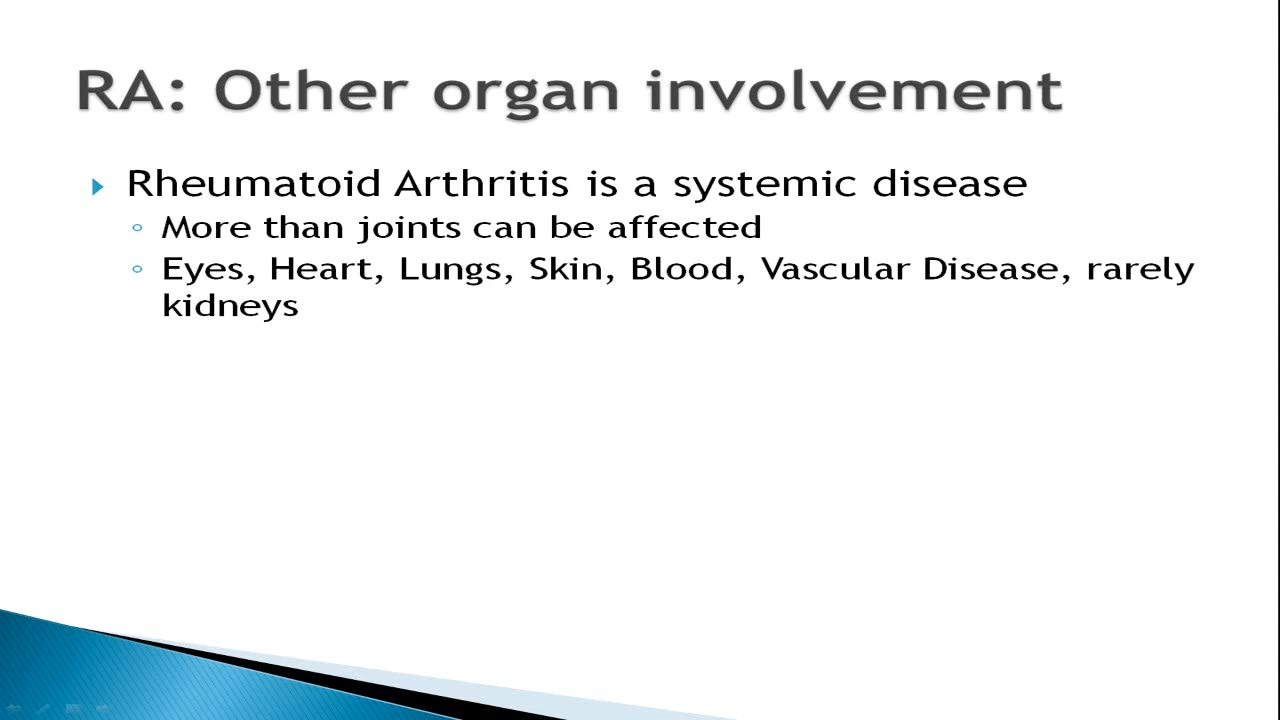 RA: Other organ involvement
Rheumatoid Arthritis is a systemic disease
More than joints can be affected
Eyes, Heart, Lungs, Skin, Blood, Vascular Disease, rarely
kidneys